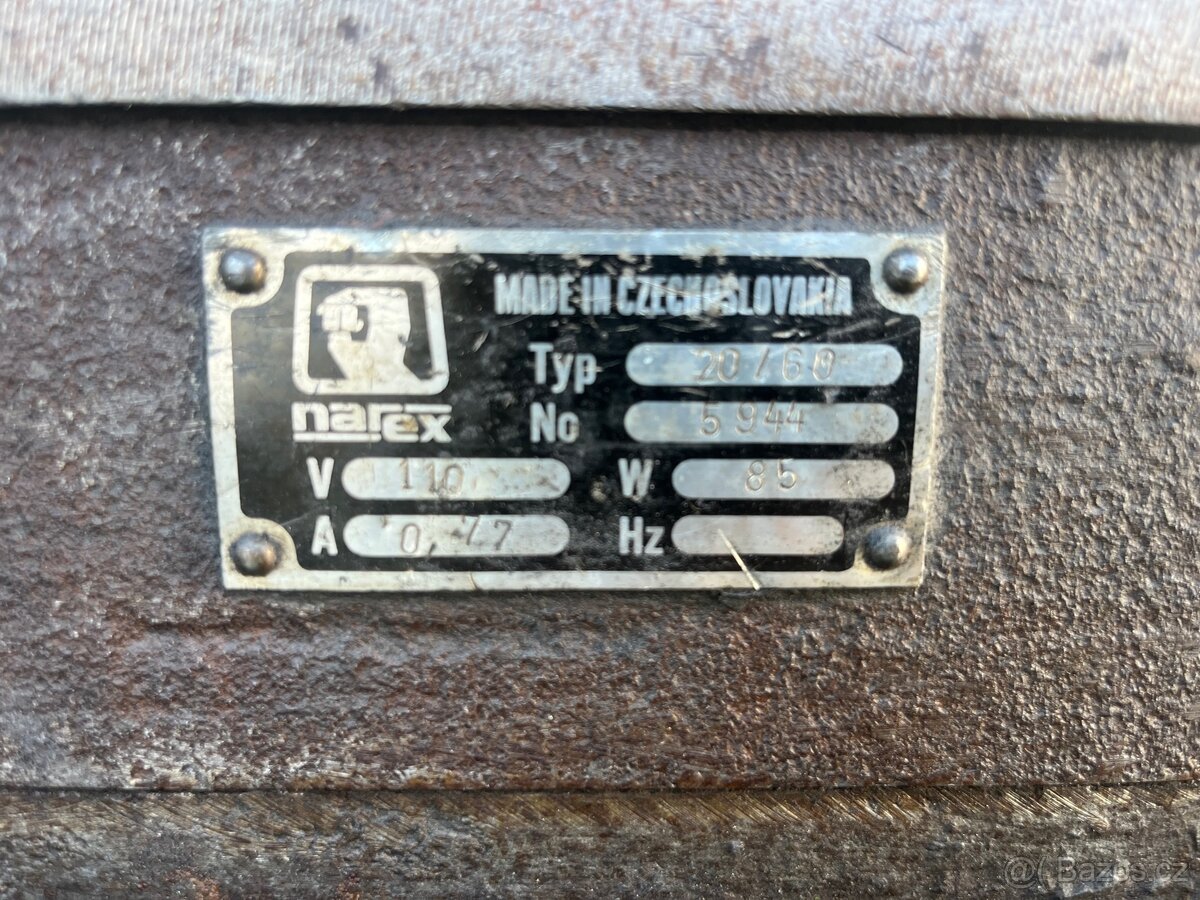 MADE IN CZECHOSLOVAKIA
narex
Typ 20/60
No 5944
V 110 W 85
A 0,77 Hz
© Bazos.cz